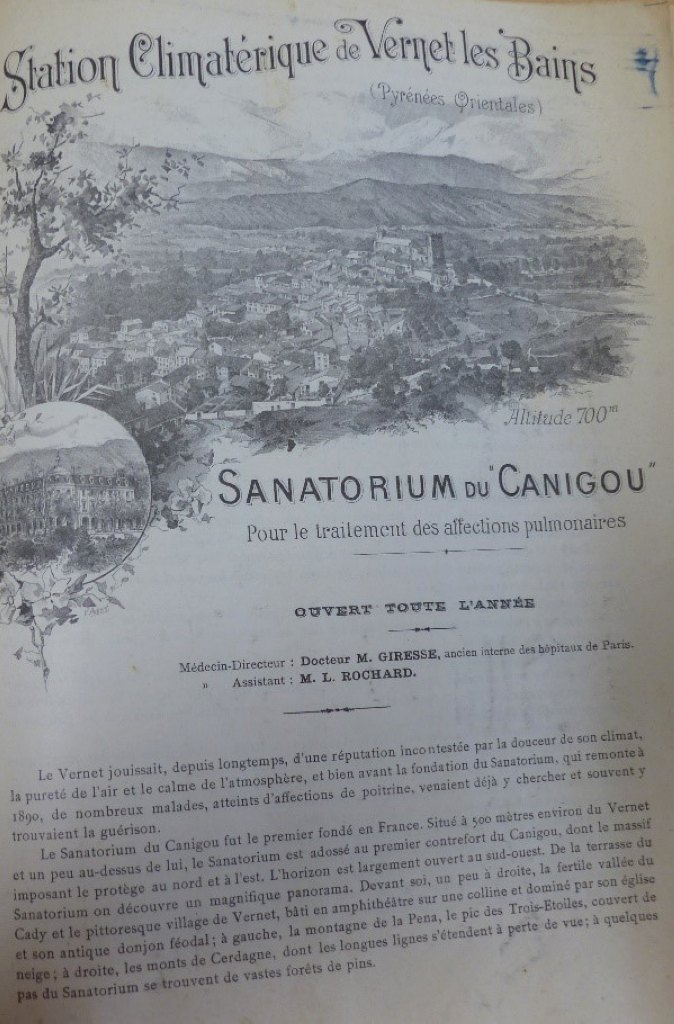 Station Climatérique de Vernet les Bains
(Pyrénées Orientales)
Altitude 700m
SANATORIUM DU "CANIGOU"
Pour le traitement des affections pulmonaires
OUVERT TOUTE L'ANNÉE
Médecin-Directeur : Docteur M. GIRESSE, ancien interne des hôpitaux de Paris.
„ Assistant : M. L. ROCHARD.
Le Vernet jouissait, depuis longtemps, d'une réputation incontestée par la douceur de son climat,
la pureté de l'air et le calme de l'atmosphère, et bien avant la fondation du Sanatorium, qui remonte à
1890, de nombreux malades, atteints d'affections de poitrine, venaient déjà y chercher et souvent y
trouvaient la guérison.
Le Sanatorium du Canigou fut le premier fondé en France. Situé à 500 mètres environ du Vernet
et un peu au-dessus de lui, le Sanatorium est adossé au premier contrefort du Canigou, dont le massif
imposant le protège au nord et à l'est. L'horizon est largement ouvert au sud-ouest. De la terrasse du
Sanatorium on découvre un magnifique panorama. Devant soi, un peu à droite, la fertile vallée du
Cady et le pittoresque village de Vernet, bâti en amphithéâtre sur une colline et dominé par son église
et son antique donjon féodal; à gauche, la montagne de la Pena, le pic des Trois-Etoiles, couvert de
neige; à droite, les monts de Cerdagne, dont les longues lignes s'étendent à perte de vue; à quelques
pas du Sanatorium se trouvent de vastes forêts de pins.